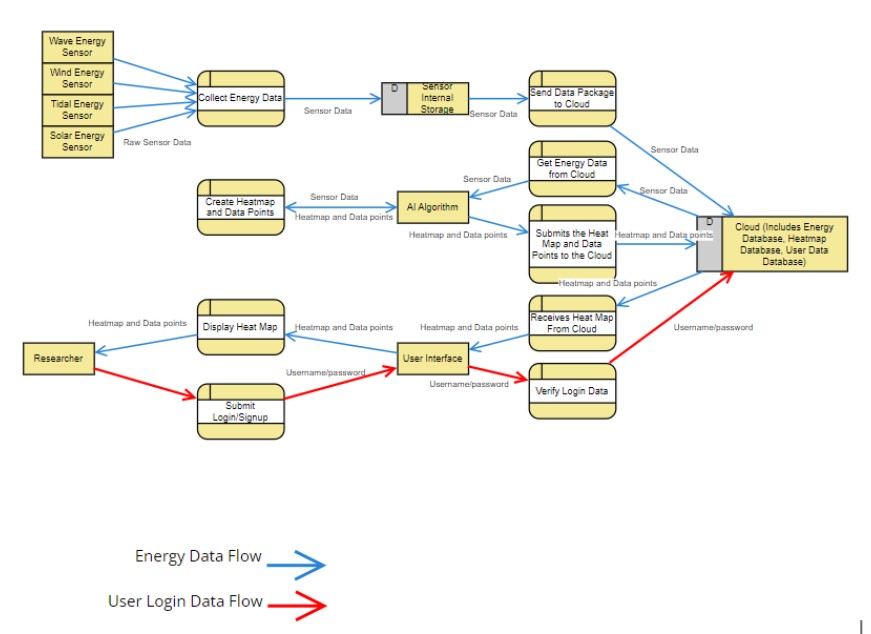 Wave Energy
Sensor
Wind Energy
Sensor
Tidal Energy
Sensor
Solar Energy
Sensor
Raw Sensor Data
Collect Energy Data
Sensor Data
D
Sensor
Internal
Storage
Sensor Data
Send Data Package
to Cloud
Sensor Data
Get Energy Data
from Cloud
Sensor Data
Sensor Data
Create Heatmap
and Data Points
Sensor Data
Heatmap and Data points
AI Algorithm
Heatmap and Data points
Submits the Heat
Map and Data
Points to the Cloud
Heatmap and Data points
D
Cloud (Includes Energy
Database, Heatmap
Database, User Data
Database)
Heatmap and Data points
Receives Heat Map
From Cloud
Heatmap and Data points
Username/password
Heatmap and Data points
Display Heat Map
Heatmap and Data points
Researcher
User Interface
Username/password
Username/password
Verify Login Data
Submit
Login/Signup
Energy Data Flow
User Login Data Flow